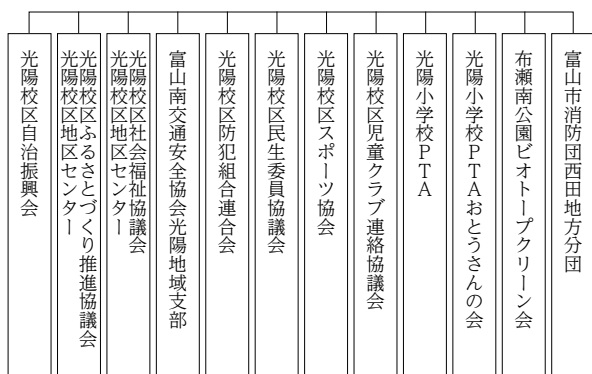 富山市消防団西田地方分団
布瀬南公園ビオトープクリーン会
光陽小学校PTAおとうさんの会
光陽小学校PTA
光陽校区児童クラブ連絡協議会
光陽校区スポーツ協会
光陽校区民生委員協議会
光陽校区防犯組合連合会
富山南交通安全協会光陽地域支部
光陽校区社会福祉協議会
光陽校区地区センター
光陽校区ふるさとづくり推進協議会
光陽校区地区センター
光陽校区自治振興会